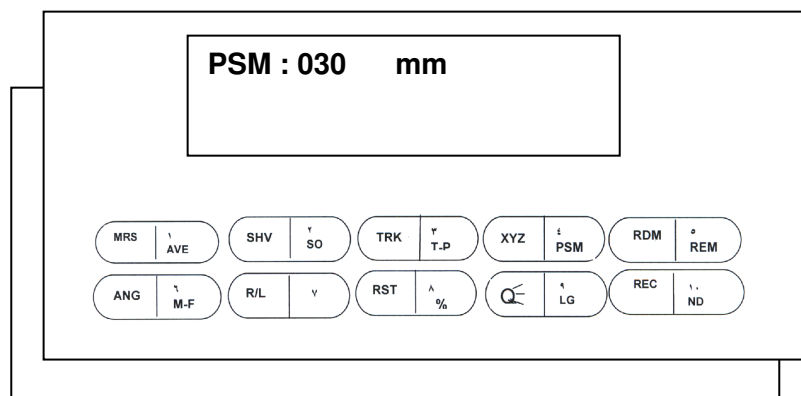 PSM : 030 mm
MRS ١ AVE
SHV ٢ SO
TRK ٣ T-P
XYZ ٤ PSM
RDM ٥ REM
ANG ٦ M-F
R/L ٧
RST ٨ %
٩ LG
REC ١٠ ND